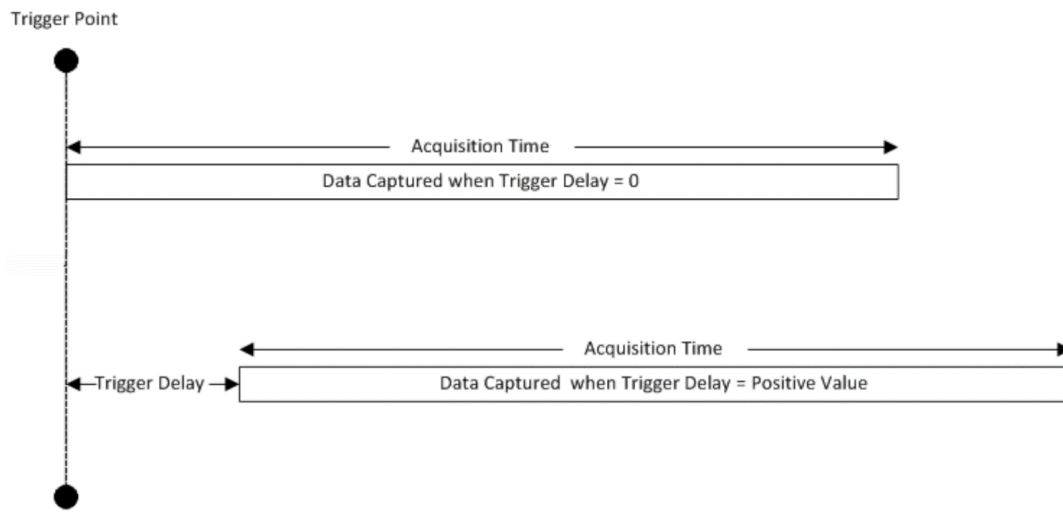 Trigger Point
Acquisition Time
Data Captured when Trigger Delay = 0
Acquisition Time
Trigger Delay
Data Captured when Trigger Delay = Positive Value